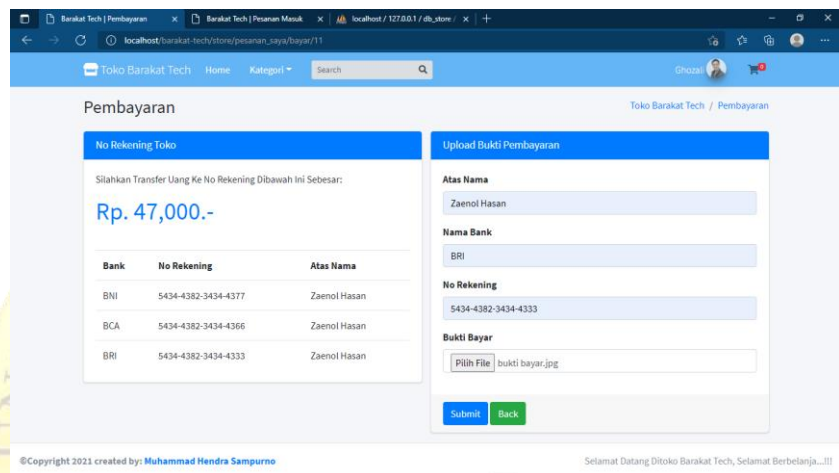 Barakat Tech | Pembayaran
Barakat Tech | Pesanan Masuk
localhost / 127.0.0.1 / db_store /
localhost/barakat-tech/store/pesanan_saya/bayar/11
Toko Barakat Tech Home Kategori Search Ghozali 0
Pembayaran
Toko Barakat Tech / Pembayaran
No Rekening Toko
Silahkan Transfer Uang Ke No Rekening Dibawah Ini Sebesar:
Rp. 47,000.-
Bank No Rekening Atas Nama
BNI 5434-4382-3434-4377 Zaenol Hasan
BCA 5434-4382-3434-4366 Zaenol Hasan
BRI 5434-4382-3434-4333 Zaenol Hasan
Upload Bukti Pembayaran
Atas Nama
Zaenol Hasan
Nama Bank
BRI
No Rekening
5434-4382-3434-4333
Bukti Bayar
Pilih File bukti bayar.jpg
Submit Back
©Copyright 2021 created by: Muhammad Hendra Sampurno
Selamat Datang Ditoko Barakat Tech, Selamat Berbelanja...!!!